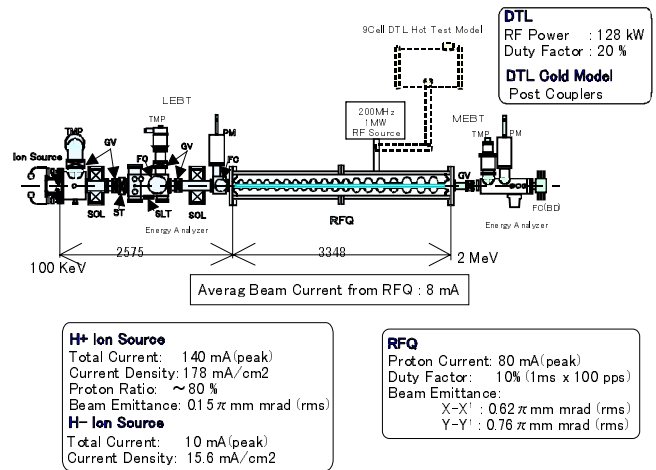 DTL
RF Power : 128 kW
Duty Factor : 20 %
DTL Cold Model
Post Couplers
9Cell DTL Hot Test Model
200MHz
1MW
RF Source
LEBT
TMP
TMP
GV
GV
PM
FC
FC
Ion Source
SOL
ST
SLT
SOL
Energy Analyzer
RFQ
MEBT
TMP
PM
GV
FC(BD)
Energy Analyzer
2575
3348
100 KeV
2 MeV
Averag Beam Current from RFQ : 8 mA
H+ Ion Source
Total Current: 140 mA(peak)
Current Density: 178 mA/cm2
Proton Ratio: ~80 %
Beam Emittance: 0.15π mm mrad (rms)
H- Ion Source
Total Current: 10 mA(peak)
Current Density: 15.6 mA/cm2
RFQ
Proton Current: 80 mA(peak)
Duty Factor: 10% (1ms x 100 pps)
Beam Emittance:
X-X' : 0.62π mm mrad (rms)
Y-Y' : 0.76π mm mrad (rms)